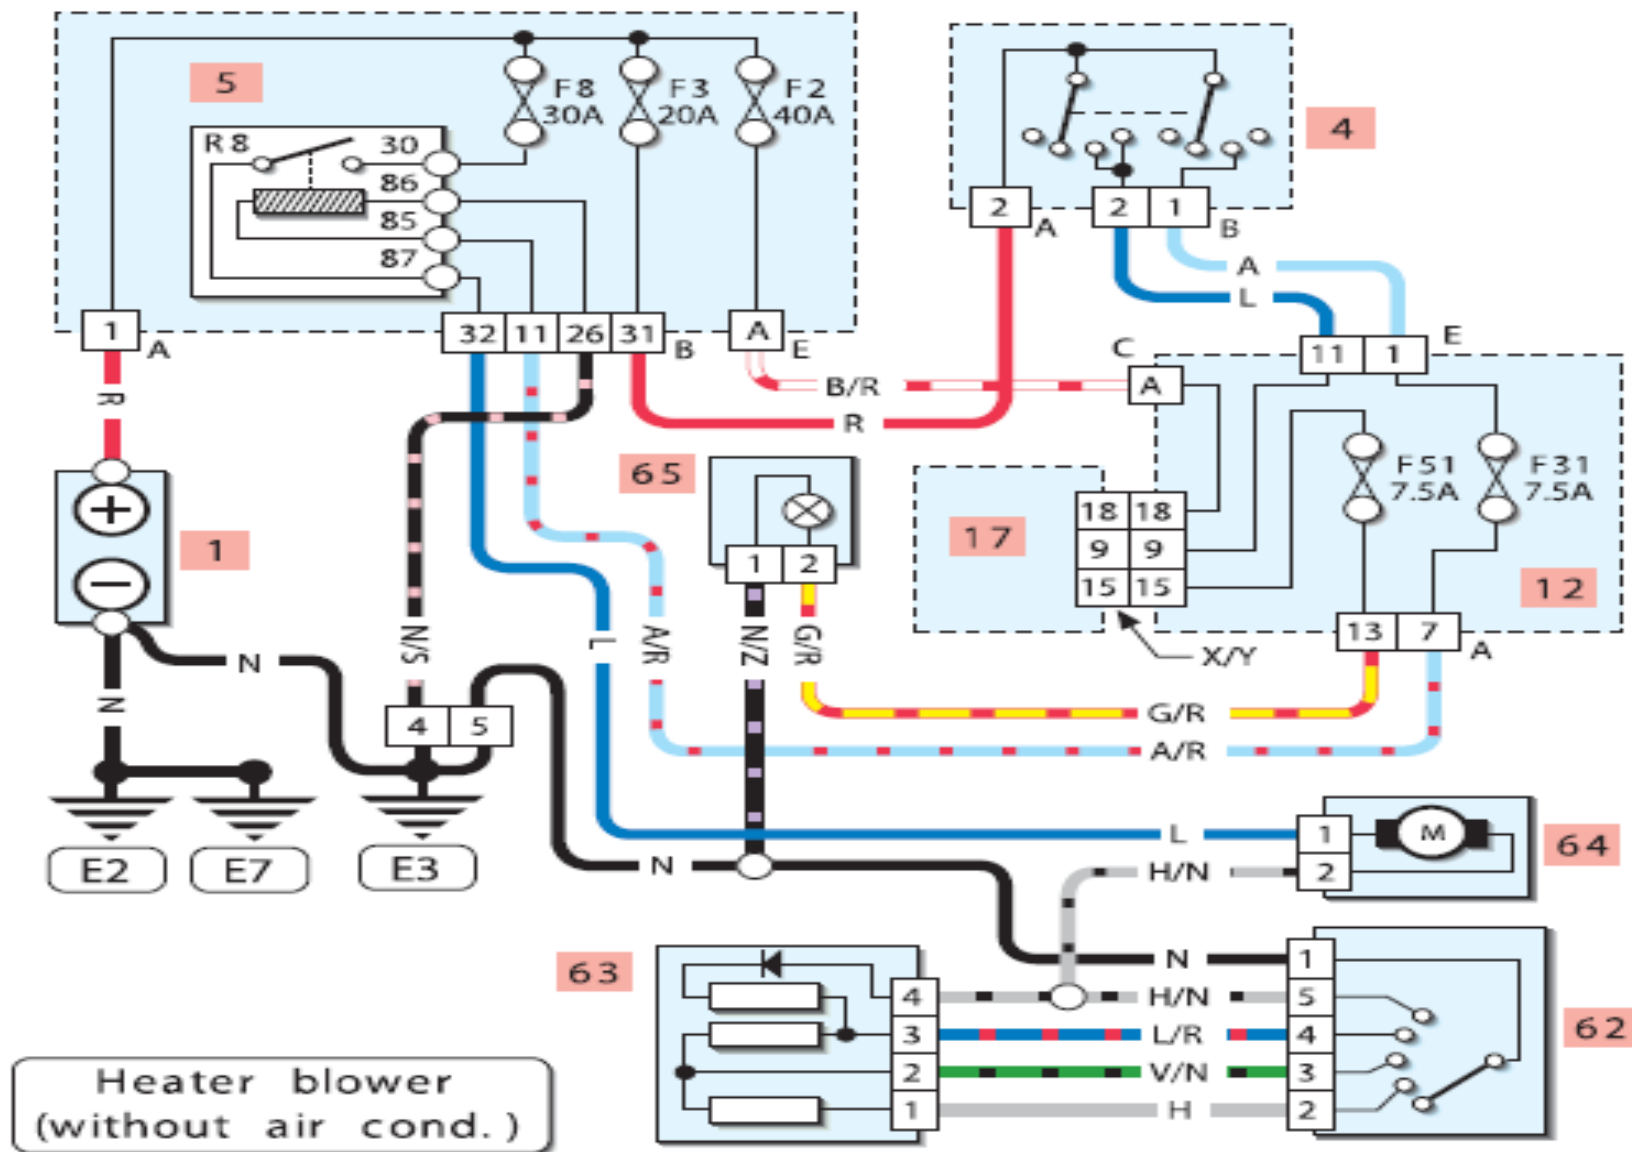 5
F8
30A
F3
20A
F2
40A
R8
30
86
85
87
4
2
A
2
1
B
1
A
32
11
26
31
B
A
E
A
L
11
1
E
C
A
B/R
R
R
65
1
2
1
17
18
18
9
9
15
15
X/Y
F51
7.5A
F31
7.5A
12
13
7
A
+
−
N
N
N/S
L
A/R
N/Z
G/R
4
5
G/R
A/R
E2
E7
E3
N
L
H/N
1
2
M
64
63
4
3
2
1
N
H/N
L/R
V/N
H
1
5
4
3
2
62
Heater blower
(without air cond.)